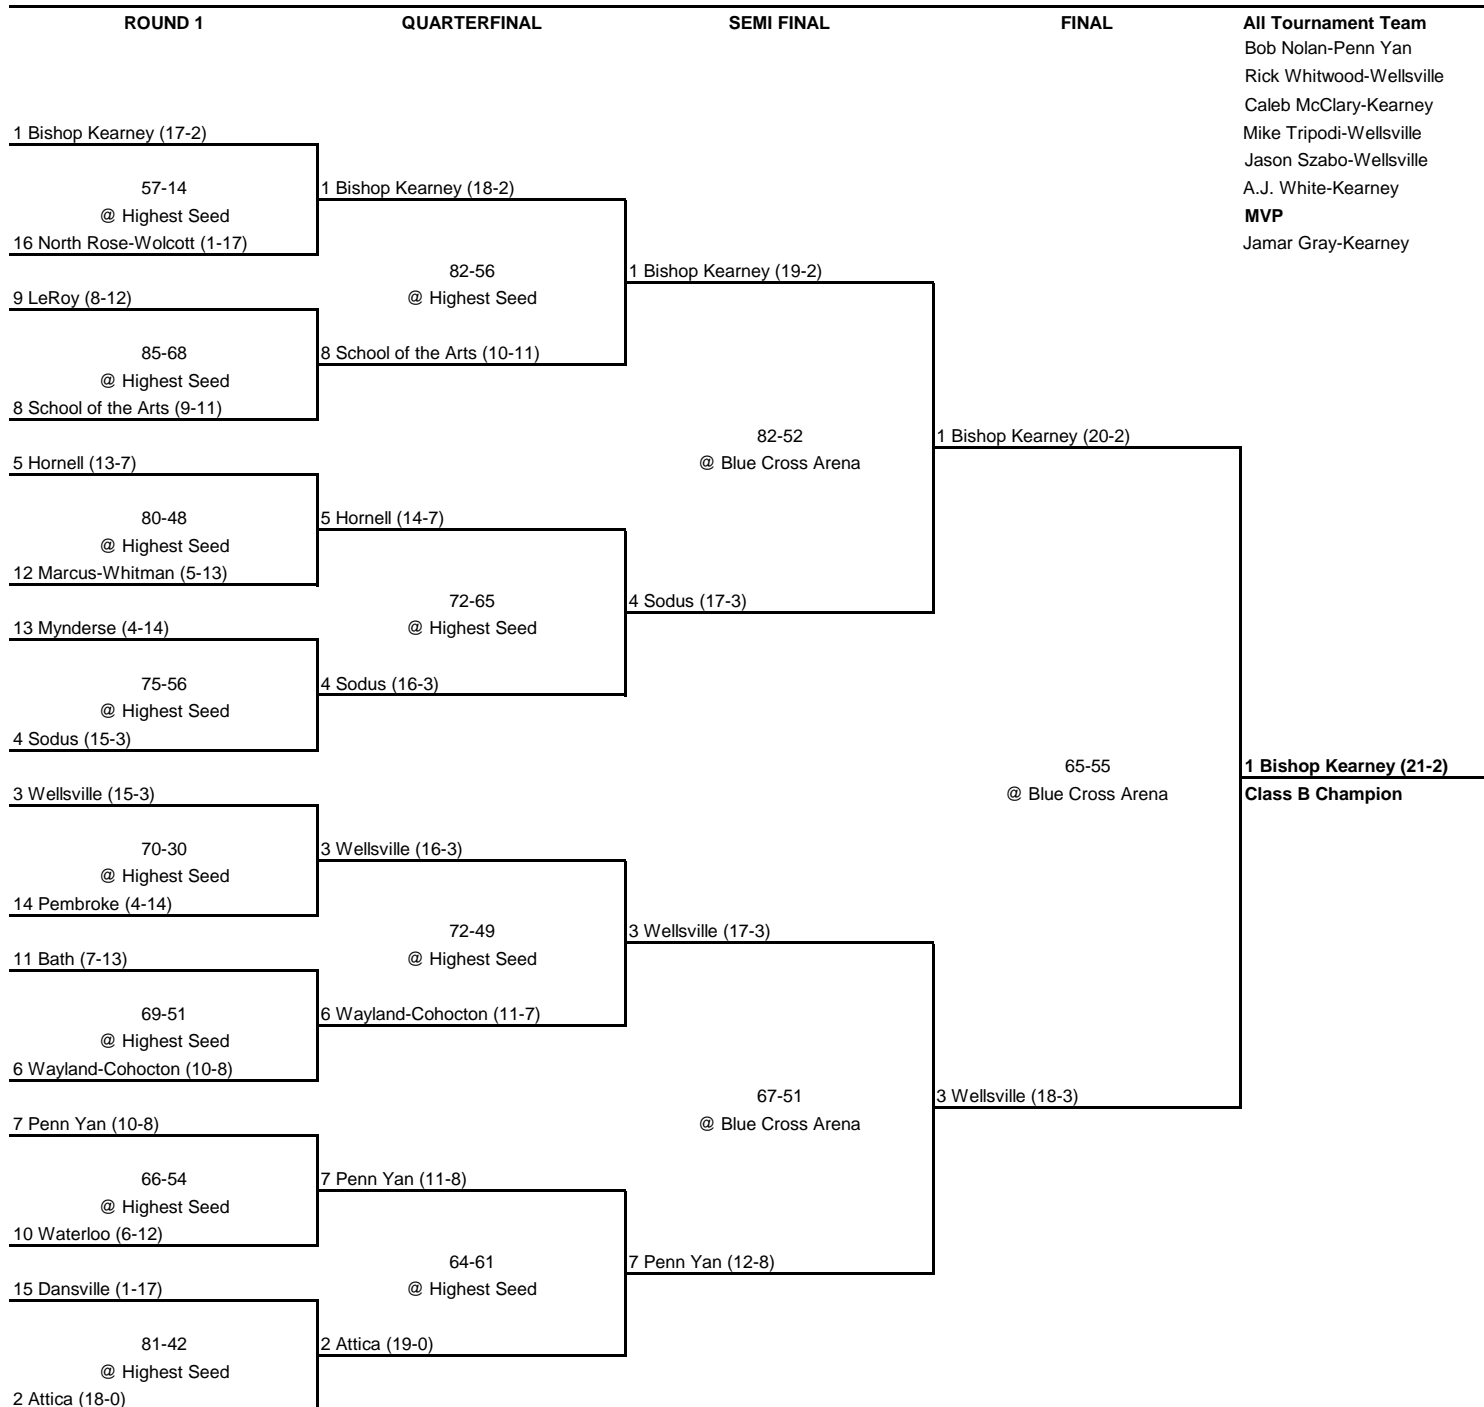 ROUND 1 QUARTERFINAL SEMI FINAL FINAL All Tournament Team
Bob Nolan-Penn Yan
Rick Whitwood-Wellsville
Caleb McClary-Kearney
1 Bishop Kearney (17-2) Mike Tripodi-Wellsville
Jason Szabo-Wellsville
57-14 1 Bishop Kearney (18-2) A.J. White-Kearney
@ Highest Seed MVP
16 North Rose-Wolcott (1-17) Jamar Gray-Kearney
82-56 1 Bishop Kearney (19-2)
9 LeRoy (8-12) @ Highest Seed
85-68 8 School of the Arts (10-11)
@ Highest Seed
8 School of the Arts (9-11)
82-52 1 Bishop Kearney (20-2)
5 Hornell (13-7) @ Blue Cross Arena
80-48 5 Hornell (14-7)
@ Highest Seed
12 Marcus-Whitman (5-13)
72-65 4 Sodus (17-3)
13 Mynderse (4-14) @ Highest Seed
75-56 4 Sodus (16-3)
@ Highest Seed
4 Sodus (15-3)
65-55 1 Bishop Kearney (21-2)
3 Wellsville (15-3) @ Blue Cross Arena Class B Champion
70-30 3 Wellsville (16-3)
@ Highest Seed
14 Pembroke (4-14)
72-49 3 Wellsville (17-3)
11 Bath (7-13) @ Highest Seed
69-51 6 Wayland-Cohocton (11-7)
@ Highest Seed
6 Wayland-Cohocton (10-8)
67-51 3 Wellsville (18-3)
7 Penn Yan (10-8) @ Blue Cross Arena
66-54 7 Penn Yan (11-8)
@ Highest Seed
10 Waterloo (6-12)
64-61 7 Penn Yan (12-8)
15 Dansville (1-17) @ Highest Seed
81-42 2 Attica (19-0)
@ Highest Seed
2 Attica (18-0)